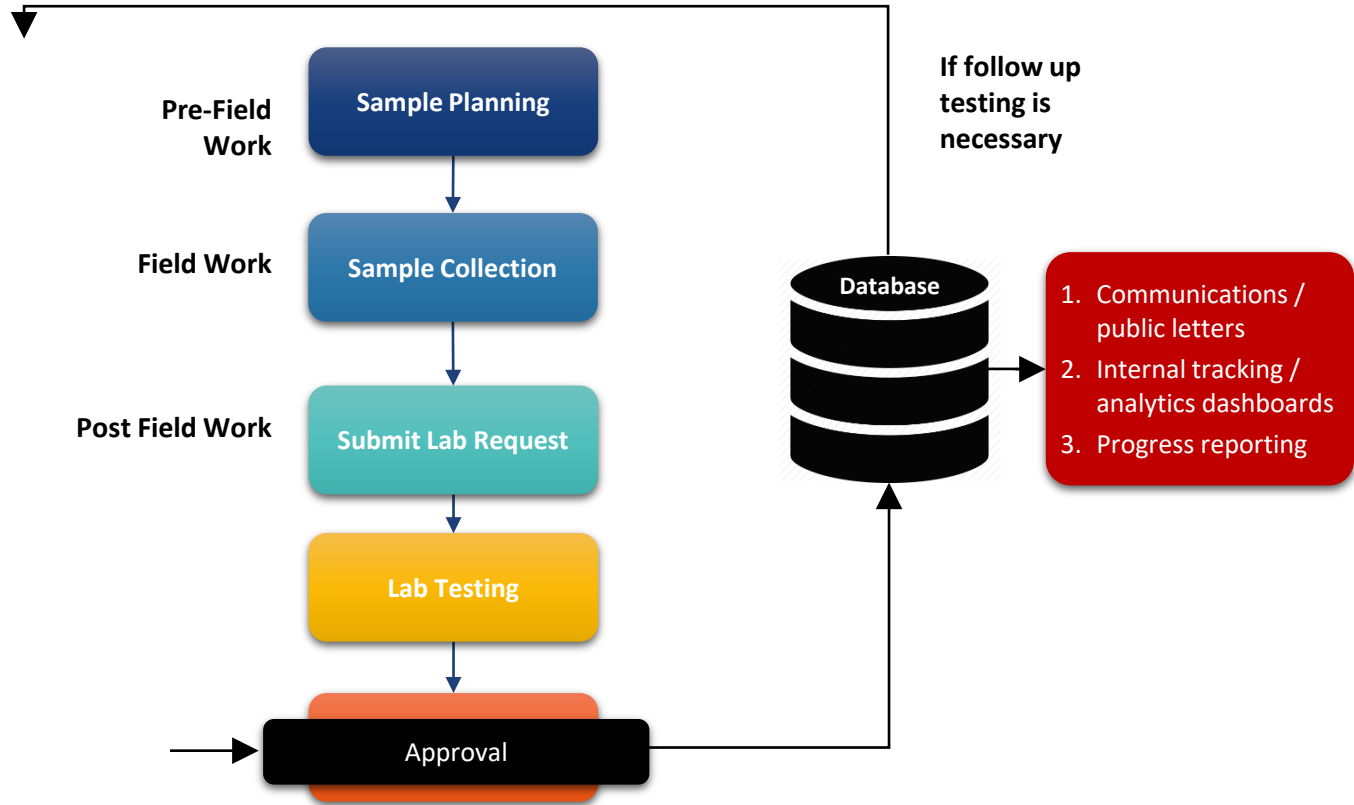 Pre-Field
Work
Sample Planning
If follow up
testing is
necessary
Field Work
Sample Collection
Database
1. Communications /
public letters
2. Internal tracking /
analytics dashboards
3. Progress reporting
Post Field Work
Submit Lab Request
Lab Testing
Approval